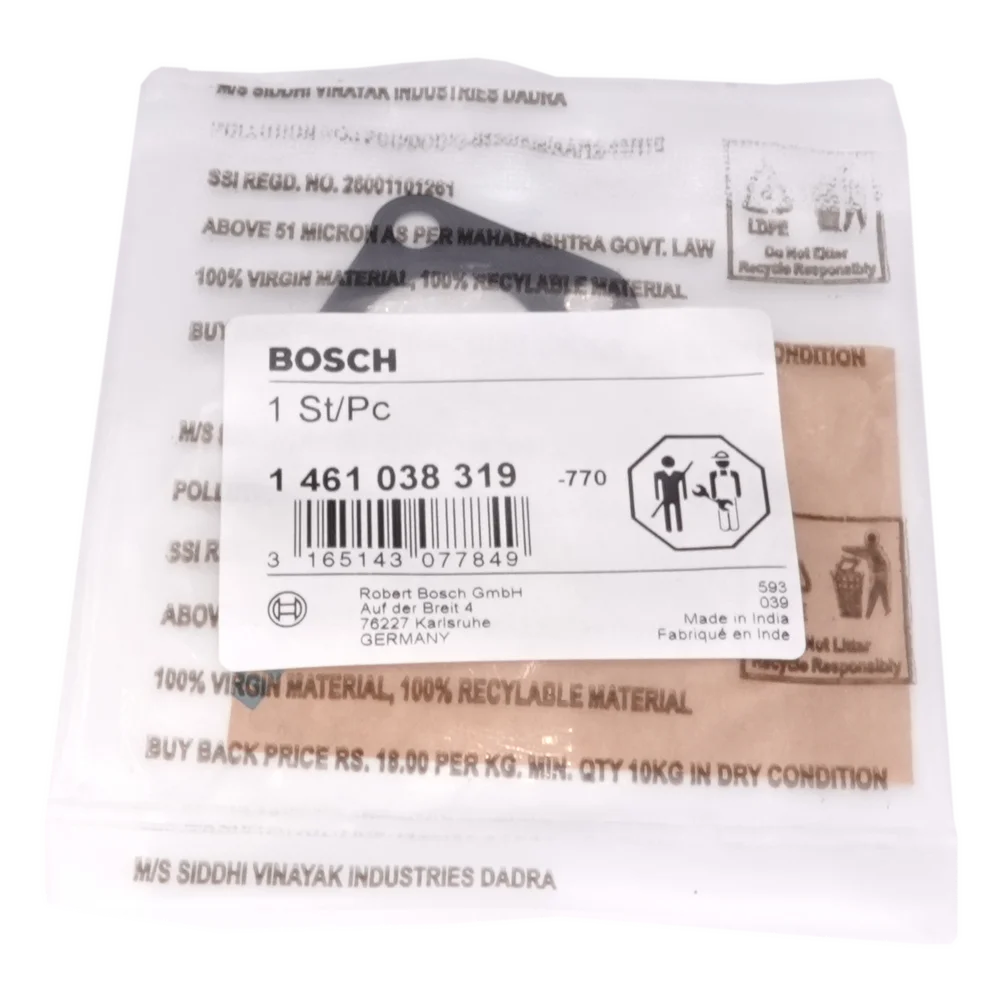 M/S SIDDHI VINAYAK INDUSTRIES DADRA
SSI REGD. NO. 26001101261
ABOVE 51 MICRON AS PER MAHARASHTRA GOVT. LAW
100% VIRGIN MATERIAL, 100% RECYLABLE MATERIAL
LDPE
Do Not Litter
Recycle Responsibly
BUY
CONDITION
BOSCH
1 St/Pc
1 461 038 319 -770
3 165143 077849
Robert Bosch GmbH
Auf der Breit 4
76227 Karlsruhe
GERMANY
593
039
Made in India
Fabriqué en Inde
M/S
POLL
SSI R
ABOV
Not Litter
Recycle Responsibly
100% VIRGIN MATERIAL, 100% RECYLABLE MATERIAL
BUY BACK PRICE RS. 18.00 PER KG. MIN. QTY 10KG IN DRY CONDITION
M/S SIDDHI VINAYAK INDUSTRIES DADRA